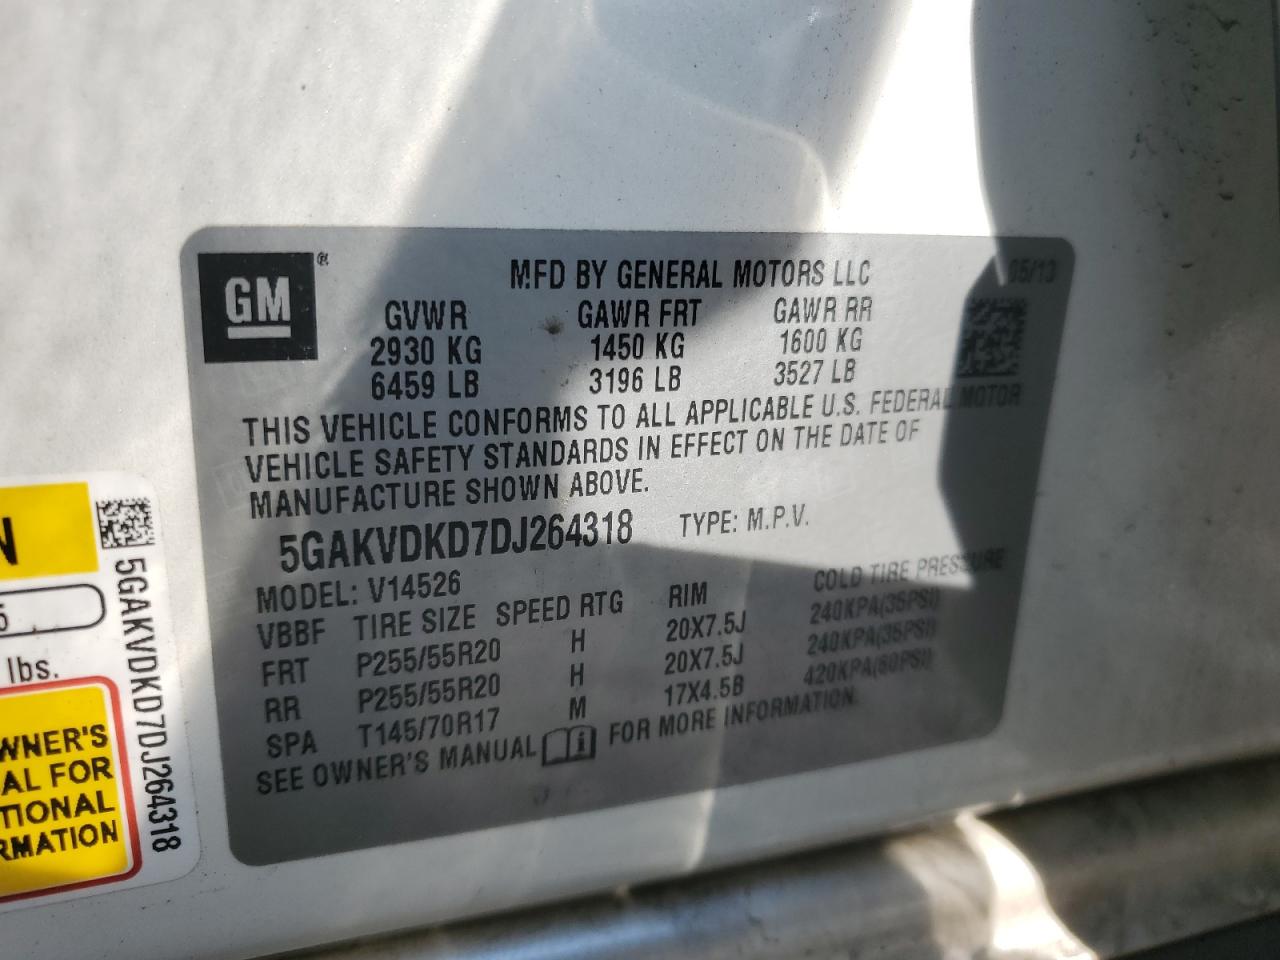 GM ®
MFD BY GENERAL MOTORS LLC 05/13
GVWR GAWR FRT GAWR RR
2930 KG 1450 KG 1600 KG
6459 LB 3196 LB 3527 LB
THIS VEHICLE CONFORMS TO ALL APPLICABLE U.S. FEDERAL MOTOR
VEHICLE SAFETY STANDARDS IN EFFECT ON THE DATE OF
MANUFACTURE SHOWN ABOVE.
5GAKVDKD7DJ264318 TYPE: M.P.V.
MODEL: V14526
VBBF TIRE SIZE SPEED RTG RIM COLD TIRE PRESSURE
FRT P255/55R20 H 20X7.5J 240KPA(35PSI)
RR P255/55R20 H 20X7.5J 240KPA(35PSI)
SPA T145/70R17 M 17X4.5B 420KPA(60PSI)
SEE OWNER'S MANUAL FOR MORE INFORMATION.
N
5
lbs.
WNER'S
AL FOR
TIONAL
RMATION
5GAKVDKD7DJ264318